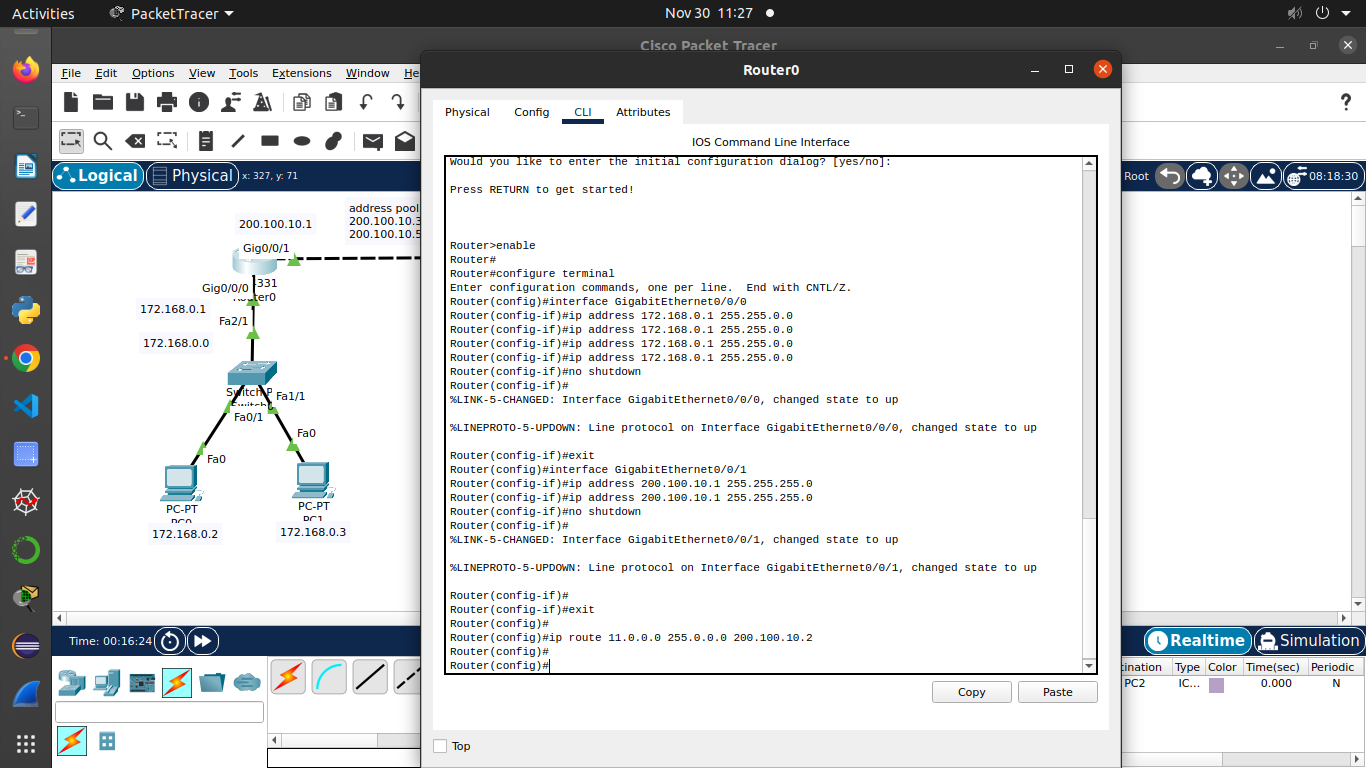 Activities
PacketTracer
Nov 30 11:27
Cisco Packet Tracer
File Edit Options View Tools Extensions Window He
Logical
Physical
x: 327, y: 71
Root
08:18:30
200.100.10.1
address pool
200.100.10.3
200.100.10.5
Gig0/0/1
4331
Router0
Gig0/0/0
172.168.0.1
Fa2/1
172.168.0.0
Fa1/1
Fa0/1
Fa0
Fa0
PC-PT
PC0
172.168.0.2
PC-PT
PC1
172.168.0.3
Time: 00:16:24
Realtime
Simulation
Type Color Time(sec) Periodic
PC2 IC... 0.000 N
Router0
Physical Config CLI Attributes
IOS Command Line Interface
Would you like to enter the initial configuration dialog? [yes/no]:
Press RETURN to get started!
Router>enable
Router#
Router#configure terminal
Enter configuration commands, one per line.  End with CNTL/Z.
Router(config)#interface GigabitEthernet0/0/0
Router(config-if)#ip address 172.168.0.1 255.255.0.0
Router(config-if)#ip address 172.168.0.1 255.255.0.0
Router(config-if)#ip address 172.168.0.1 255.255.0.0
Router(config-if)#ip address 172.168.0.1 255.255.0.0
Router(config-if)#no shutdown
Router(config-if)#
%LINK-5-CHANGED: Interface GigabitEthernet0/0/0, changed state to up
%LINEPROTO-5-UPDOWN: Line protocol on Interface GigabitEthernet0/0/0, changed state to up
Router(config-if)#exit
Router(config)#interface GigabitEthernet0/0/1
Router(config-if)#ip address 200.100.10.1 255.255.255.0
Router(config-if)#ip address 200.100.10.1 255.255.255.0
Router(config-if)#no shutdown
Router(config-if)#
%LINK-5-CHANGED: Interface GigabitEthernet0/0/1, changed state to up
%LINEPROTO-5-UPDOWN: Line protocol on Interface GigabitEthernet0/0/1, changed state to up
Router(config-if)#
Router(config-if)#exit
Router(config)#
Router(config)#ip route 11.0.0.0 255.0.0.0 200.100.10.2
Router(config)#
Router(config)#
Copy
Paste
Top